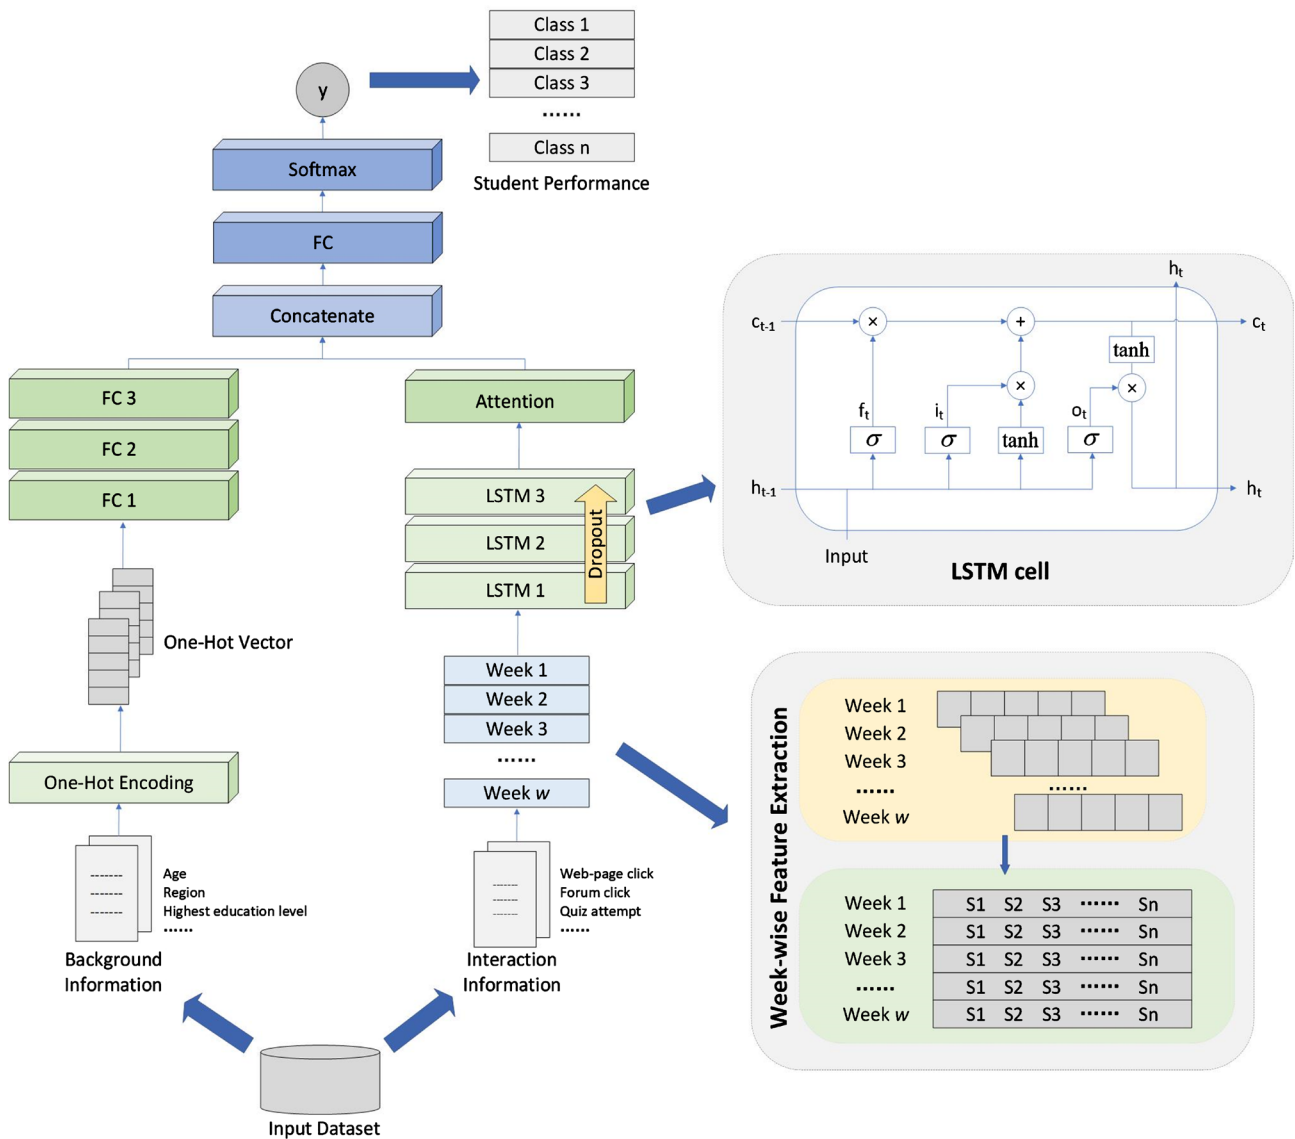 Class 1
Class 2
Class 3
......
Class n
Student Performance
y
Softmax
FC
Concatenate
FC 3
FC 2
FC 1
One-Hot Vector
One-Hot Encoding
-------
-------
-------
Age
Region
Highest education level
......
Background
Information
Attention
LSTM 3
LSTM 2
LSTM 1
Dropout
Week 1
Week 2
Week 3
......
Week w
-------
-------
-------
Web-page click
Forum click
Quiz attempt
......
Interaction
Information
Input Dataset
hₜ
cₜ₋₁
×
+
cₜ
tanh
×
×
fₜ
iₜ
oₜ
σ
σ
tanh
σ
hₜ₋₁
hₜ
Input
LSTM cell
Week-wise Feature Extraction
Week 1
Week 2
Week 3
......
......
Week w
Week 1 S1 S2 S3 ...... Sn
Week 2 S1 S2 S3 ...... Sn
Week 3 S1 S2 S3 ...... Sn
...... S1 S2 S3 ...... Sn
Week w S1 S2 S3 ...... Sn